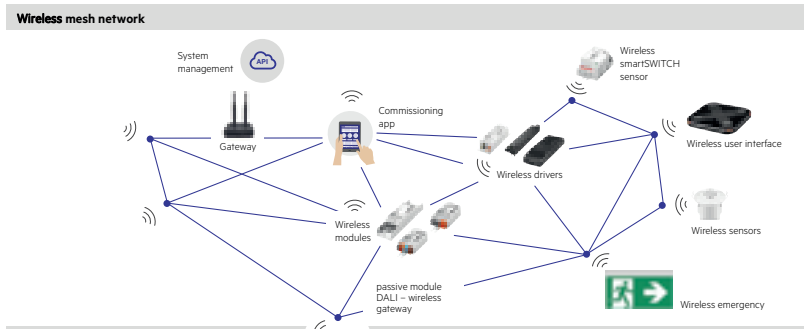 Wireless mesh network
System
management
API
Wireless
smartSWITCH
sensor
Commissioning
app
Gateway
Wireless user interface
Wireless drivers
Wireless
modules
Wireless sensors
passive module
DALI – wireless
gateway
Wireless emergency